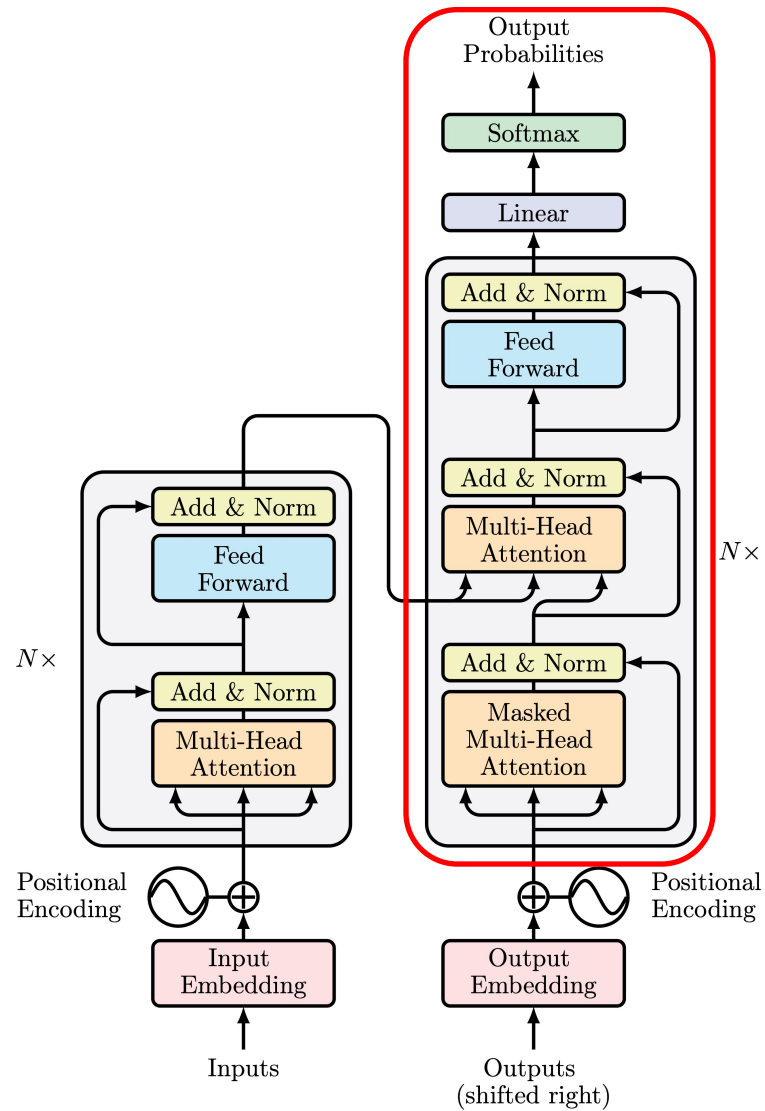 Output
Probabilities
Softmax
Linear
Add & Norm
Feed
Forward
Add & Norm
Multi-Head
Attention
Add & Norm
Masked
Multi-Head
Attention
N×
Add & Norm
Feed
Forward
Add & Norm
Multi-Head
Attention
N×
Positional
Encoding
Positional
Encoding
Input
Embedding
Output
Embedding
Inputs
Outputs
(shifted right)